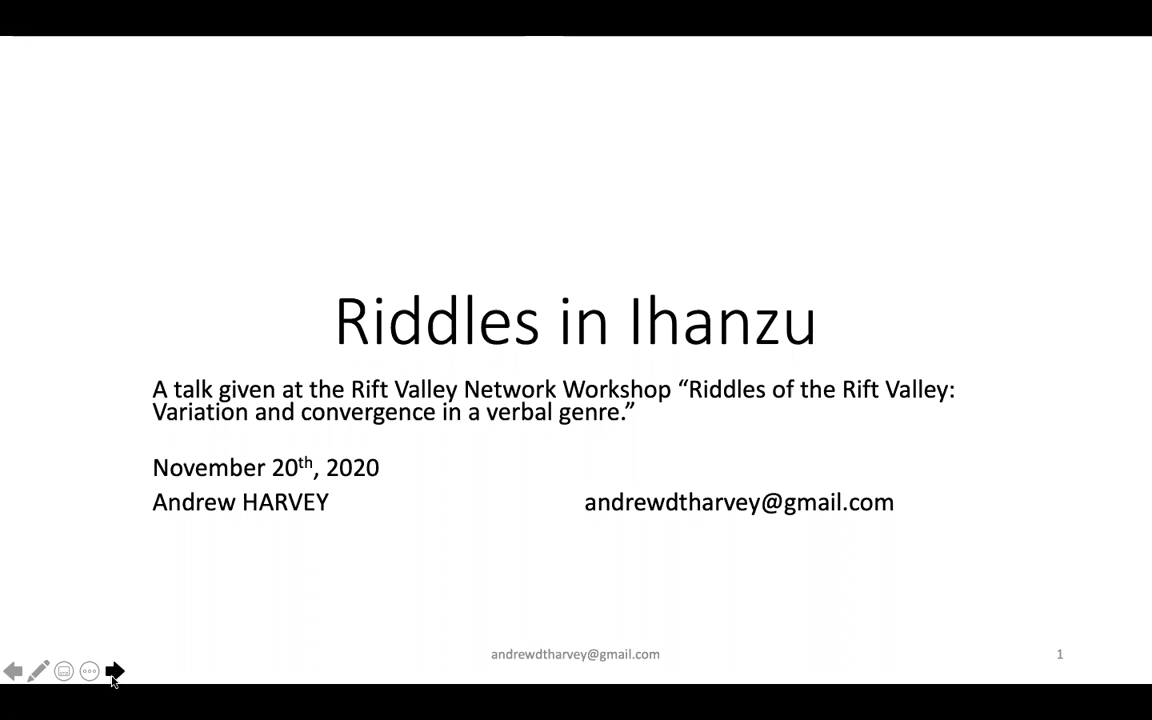 Riddles in Ihanzu
A talk given at the Rift Valley Network Workshop “Riddles of the Rift Valley:
Variation and convergence in a verbal genre.”
November 20th, 2020
Andrew HARVEY andrewdtharvey@gmail.com
andrewdtharvey@gmail.com 1